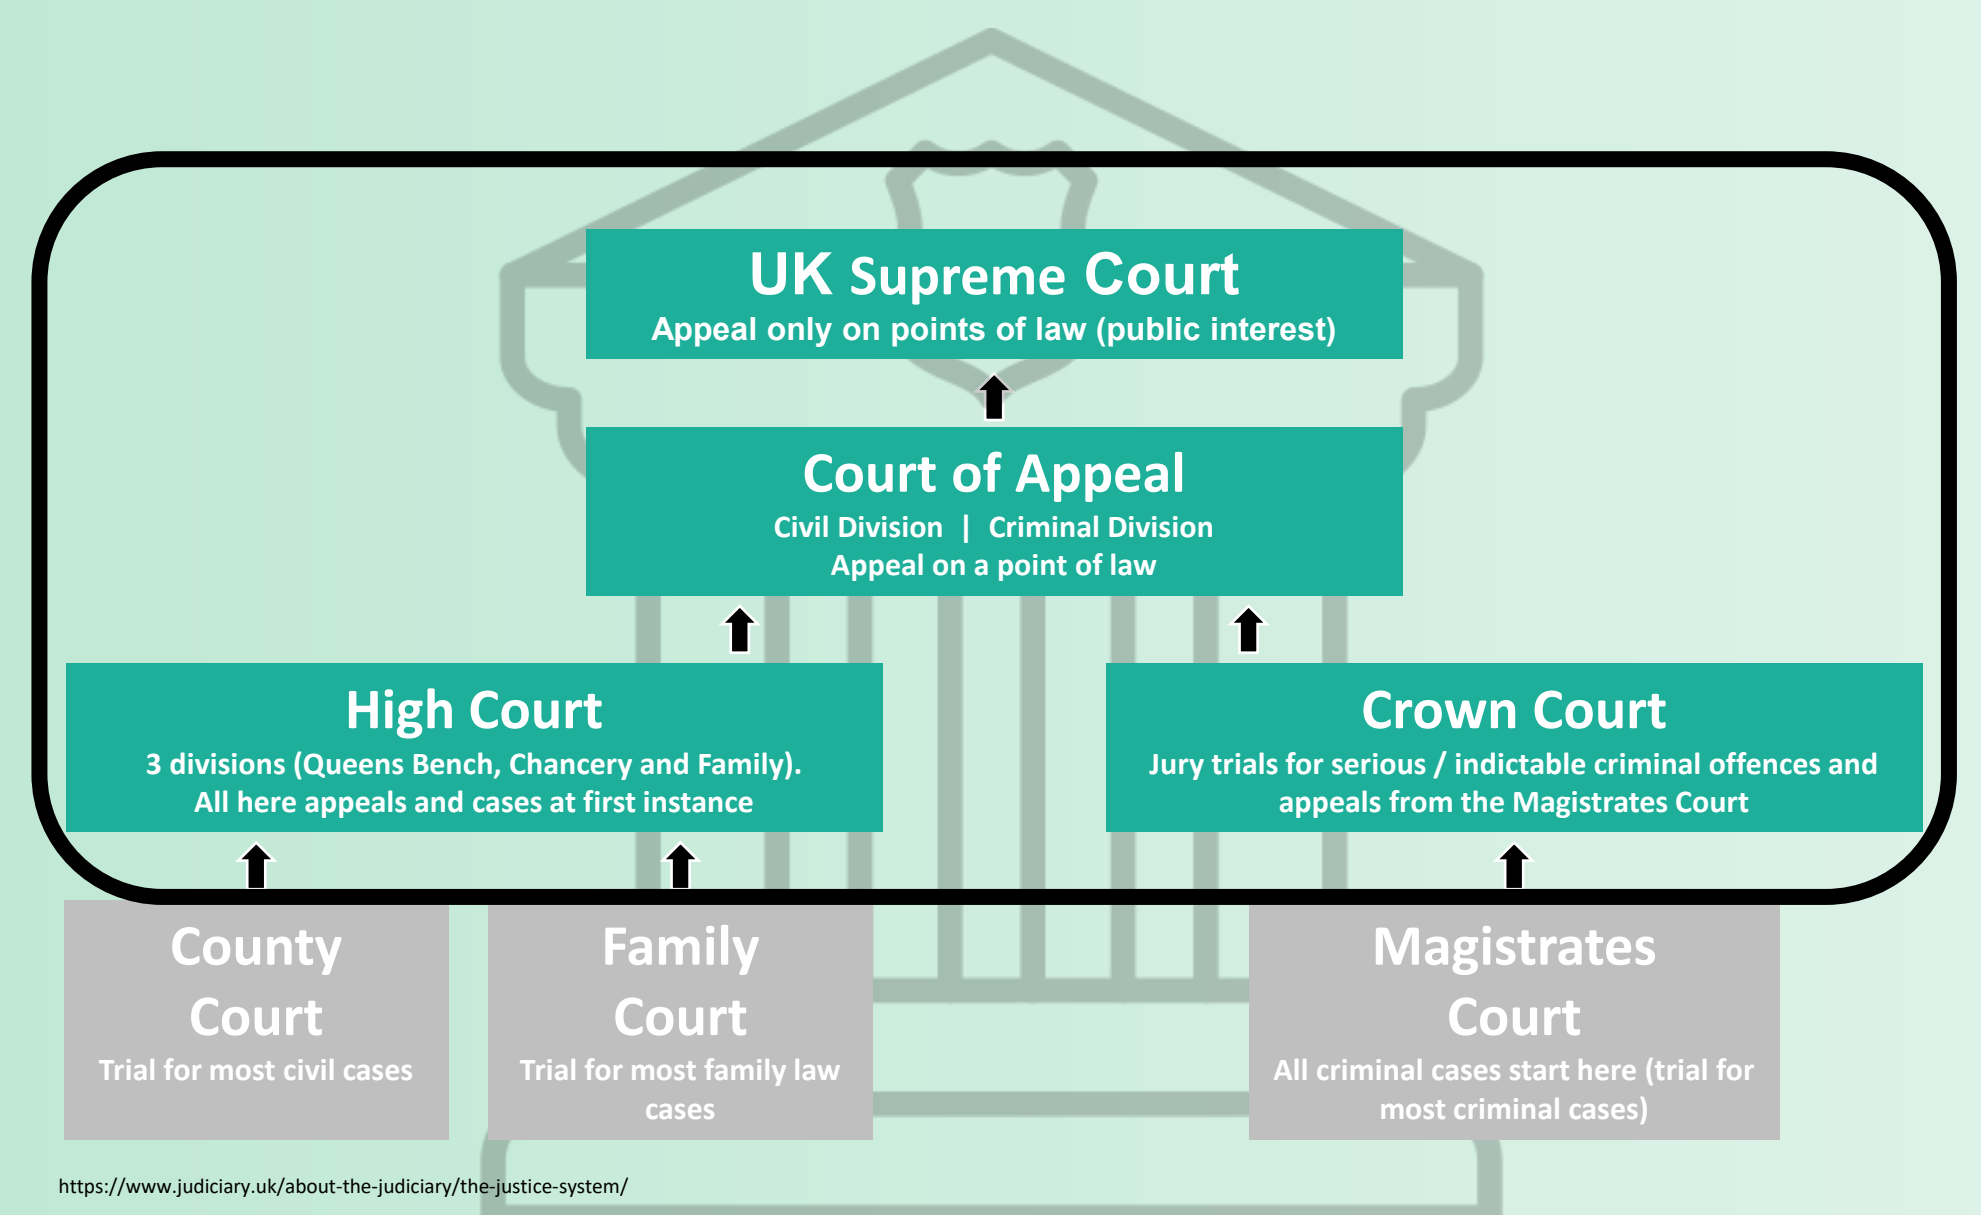 UK Supreme Court
Appeal only on points of law (public interest)
Court of Appeal
Civil Division | Criminal Division
Appeal on a point of law
High Court
3 divisions (Queens Bench, Chancery and Family).
All here appeals and cases at first instance
Crown Court
Jury trials for serious / indictable criminal offences and
appeals from the Magistrates Court
County
Court
Trial for most civil cases
Family
Court
Trial for most family law
cases
Magistrates
Court
All criminal cases start here (trial for
most criminal cases)
https://www.judiciary.uk/about-the-judiciary/the-justice-system/